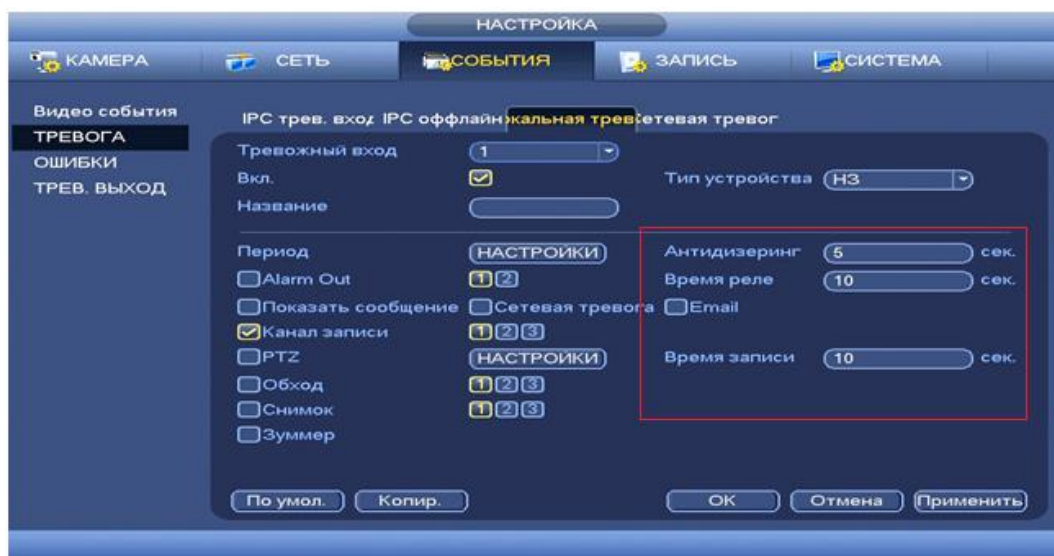 НАСТРОЙКА
КАМЕРА СЕТЬ СОБЫТИЯ ЗАПИСЬ СИСТЕМА
Видео события
ТРЕВОГА
ОШИБКИ
ТРЕВ. ВЫХОД
IPC трев. вход IPC оффлайн кальная трев сетевая тревог
Тревожный вход 1
Вкл. Тип устройства НЗ
Название
Период НАСТРОЙКИ Антидизеринг 5 сек.
Alarm Out 1 2 Время реле 10 сек.
Показать сообщение Сетевая тревога Email
Канал записи 1 2 3
PTZ НАСТРОЙКИ Время записи 10 сек.
Обход 1 2 3
Снимок 1 2 3
Зуммер
По умол. Копир. OK Отмена Применить